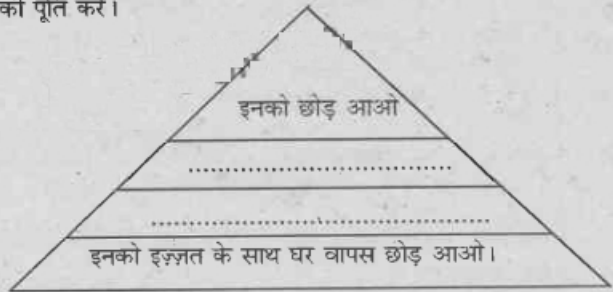 की पूर्ति करें।
इनको छोड़ आओ
..........................................
......................................................
इनको इज़्ज़त के साथ घर वापस छोड़ आओ।